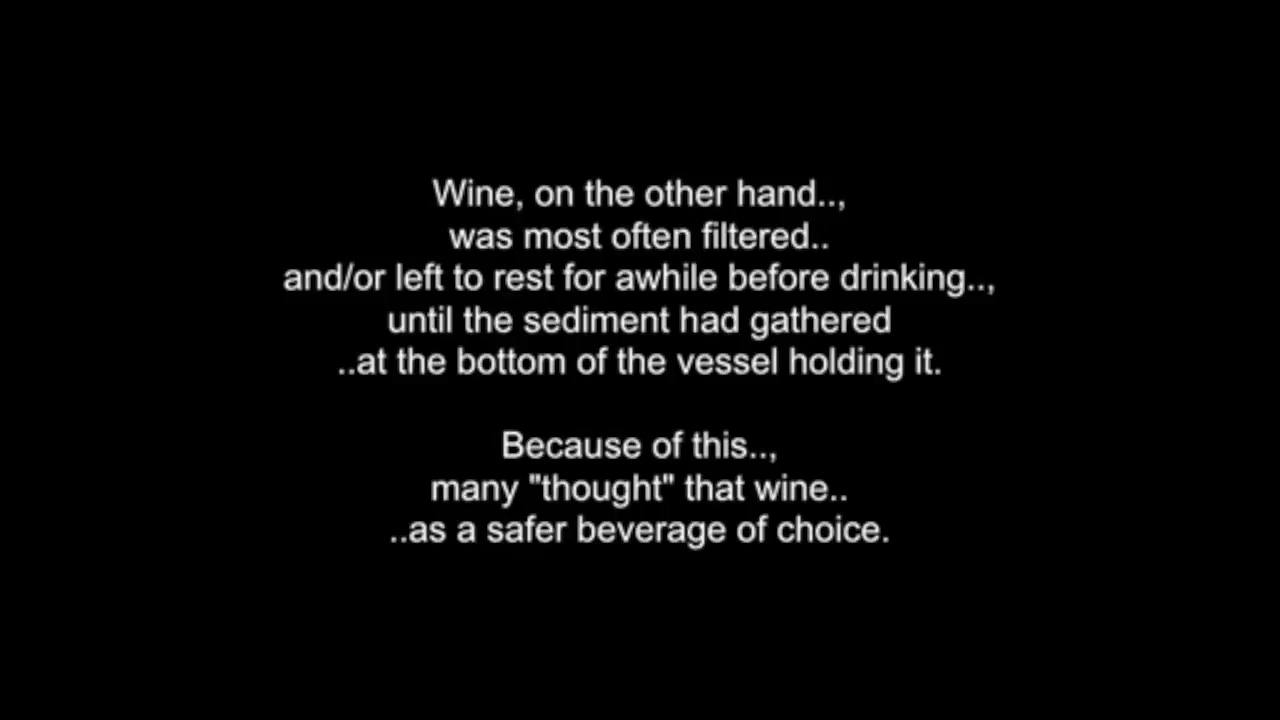 Wine, on the other hand..,
was most often filtered..
and/or left to rest for awhile before drinking..,
until the sediment had gathered
..at the bottom of the vessel holding it.
Because of this..,
many "thought" that wine..
..as a safer beverage of choice.